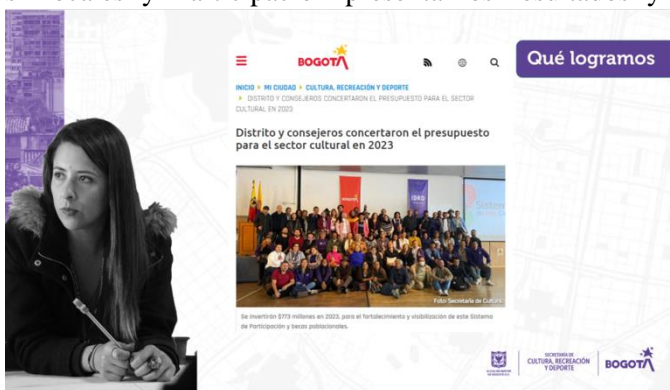 Qué logramos
BOGOTÁ
INICIO MI CIUDAD CULTURA, RECREACIÓN Y DEPORTE
DISTRITO Y CONSEJEROS CONCERTARON EL PRESUPUESTO PARA EL SECTOR
CULTURAL EN 2023
Distrito y consejeros concertaron el presupuesto
para el sector cultural en 2023
BOGOTÁ
IDRD
Sistem
Foto: Secretaría de Cultura
Se invertirán $773 millones en 2023, para el fortalecimiento y visibilización de este Sistema
de Participación y becas poblacionales.
SECRETARÍA DE
CULTURA, RECREACIÓN
Y DEPORTE
BOGOTÁ